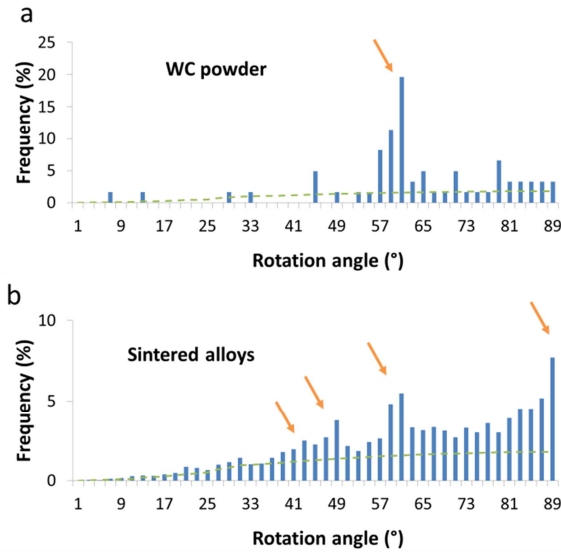 a
25
20
15
10
5
0
Frequency (%)
WC powder
1 9 17 25 33 41 49 57 65 73 81 89
Rotation angle (°)
b
10
5
0
Frequency (%)
Sintered alloys
1 9 17 25 33 41 49 57 65 73 81 89
Rotation angle (°)